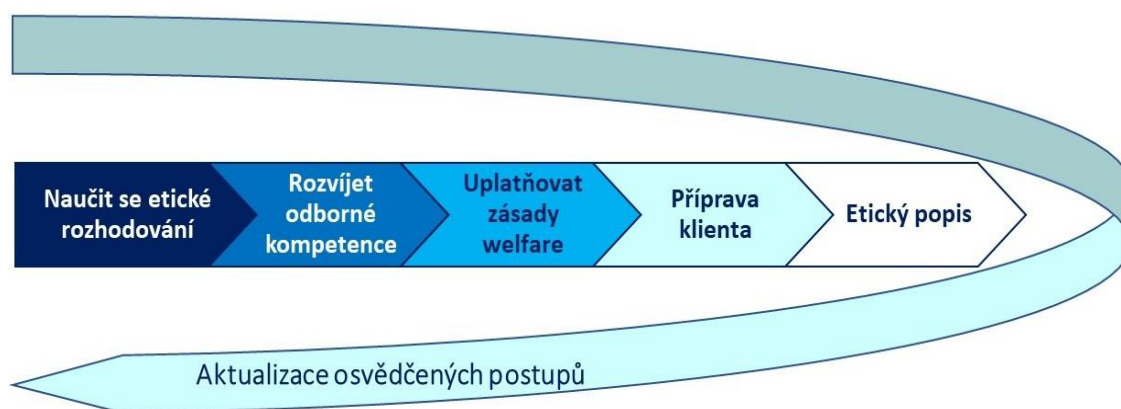 Naučit se etické
rozhodování
Rozvíjet
odborné
kompetence
Uplatňovat
zásady
welfare
Příprava
klienta
Etický popis
Aktualizace osvědčených postupů